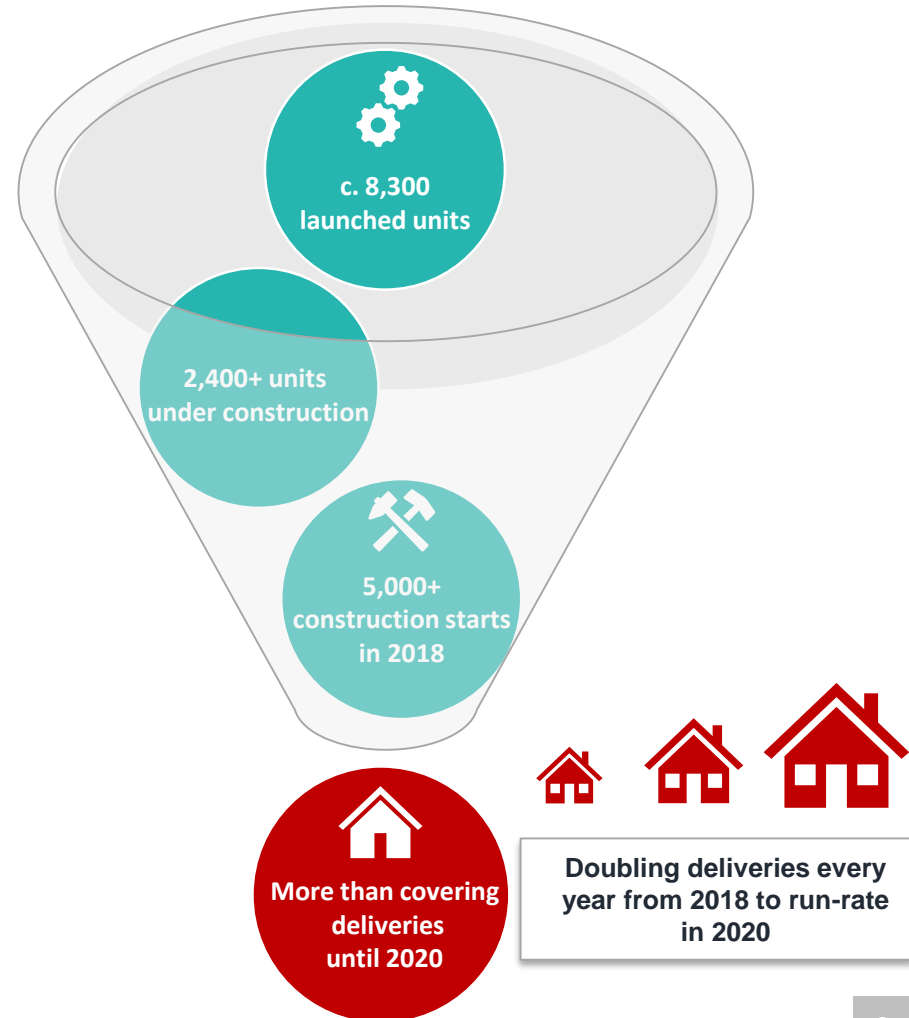 c. 8,300
launched units
2,400+ units
under construction
5,000+
construction starts
in 2018
More than covering
deliveries
until 2020
Doubling deliveries every
year from 2018 to run-rate
in 2020